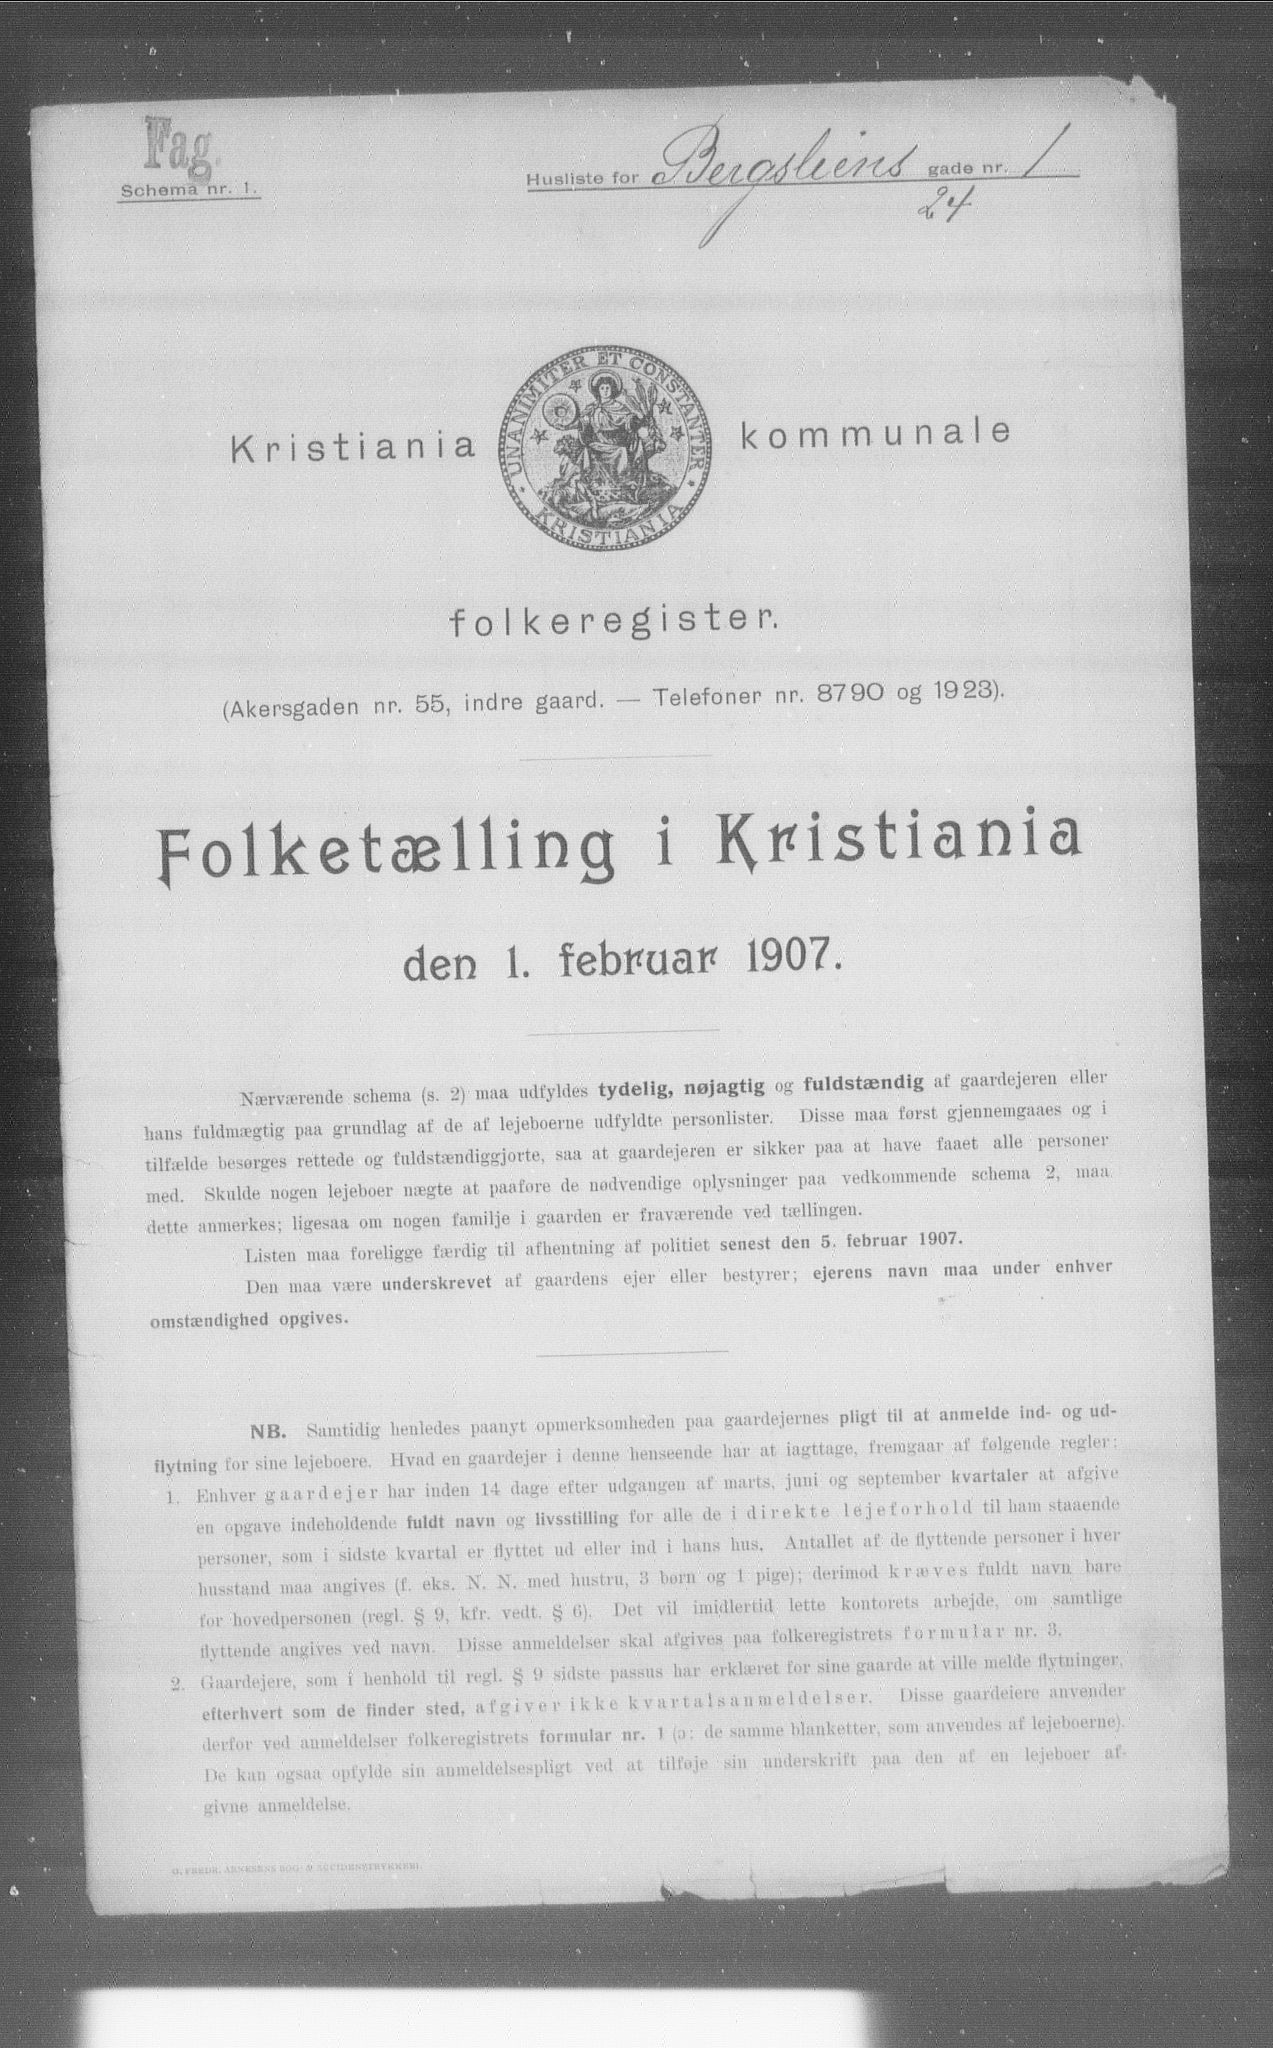 Fag.
Schema nr. 1.
Husliste for Bergsliens gade nr. 1
24
UNANIMITER ET CONSTANTER
KRISTIANIA
Kristiania kommunale
folkeregister.
(Akersgaden nr. 55, indre gaard. — Telefoner nr. 8790 og 1923).
Folketælling i Kristiania
den 1. februar 1907.
Nærværende schema (s. 2) maa udfyldes tydelig, nøjagtig og fuldstændig af gaardejeren eller
hans fuldmægtig paa grundlag af de af lejeboerne udfyldte personlister. Disse maa først gjennemgaaes og i
tilfælde besørges rettede og fuldstændiggjorte, saa at gaardejeren er sikker paa at have faaet alle personer
med. Skulde nogen lejeboer nægte at paaføre de nødvendige oplysninger paa vedkommende schema 2, maa
dette anmerkes; ligesaa om nogen familje i gaarden er fraværende ved tællingen.
Listen maa foreligge færdig til afhentning af politiet senest den 5. februar 1907.
Den maa være underskrevet af gaardens ejer eller bestyrer; ejerens navn maa under enhver
omstændighed opgives.
NB. Samtidig henledes paanyt opmerksomheden paa gaardejernes pligt til at anmelde ind- og ud-
flytning for sine lejeboere. Hvad en gaardejer i denne henseende har at iagttage, fremgaar af følgende regler:
1. Enhver gaardejer har inden 14 dage efter udgangen af marts, juni og september kvartaler at afgive
en opgave indeholdende fuldt navn og livsstilling for alle de i direkte lejeforhold til ham staaende
personer, som i sidste kvartal er flyttet ud eller ind i hans hus. Antallet af de flyttende personer i hver
husstand maa angives (f. eks. N. N. med hustru, 3 børn og 1 pige); derimod kræves fuldt navn bare
for hovedpersonen (regl. § 9, kfr. vedt. § 6). Det vil imidlertid lette kontorets arbejde, om samtlige
flyttende angives ved navn. Disse anmeldelser skal afgives paa folkeregistrets formular nr. 3.
2. Gaardejere, som i henhold til regl. § 9 sidste passus har erklæret for sine gaarde at ville melde flytninger,
efterhvert som de finder sted, afgiver ikke kvartalsanmeldelser. Disse gaardeiere anvender
derfor ved anmeldelser folkeregistrets formular nr. 1 (ɔ: de samme blanketter, som anvendes af lejeboerne).
De kan ogsaa opfylde sin anmeldelsespligt ved at tilføje sin underskrift paa den af en lejeboer af-
givne anmeldelse.
O. FREDR. ARNESENS BOG- & ACCIDENSTRYKKERI.